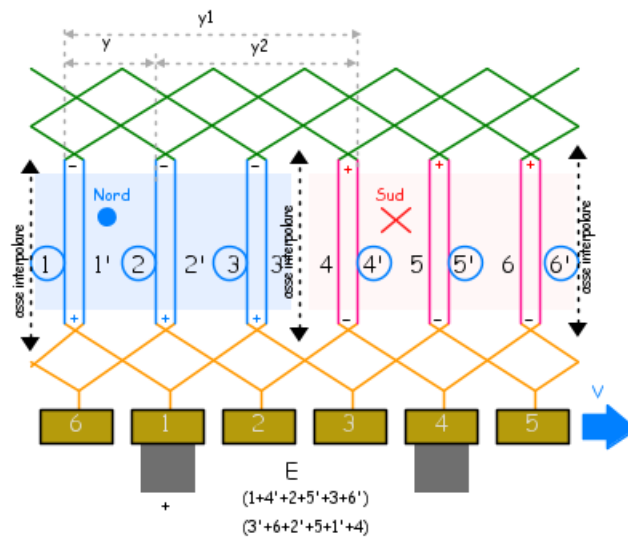 y1
y
y2
− − − + + +
Nord
Sud
asse interpolare
asse interpolare
asse interpolare
1 1' 2 2' 3 3' 4 4' 5 5' 6 6'
+ + + − − −
V
6 1 2 3 4 5
E
+
(1+4'+2+5'+3+6')
(3'+6+2'+5+1'+4)